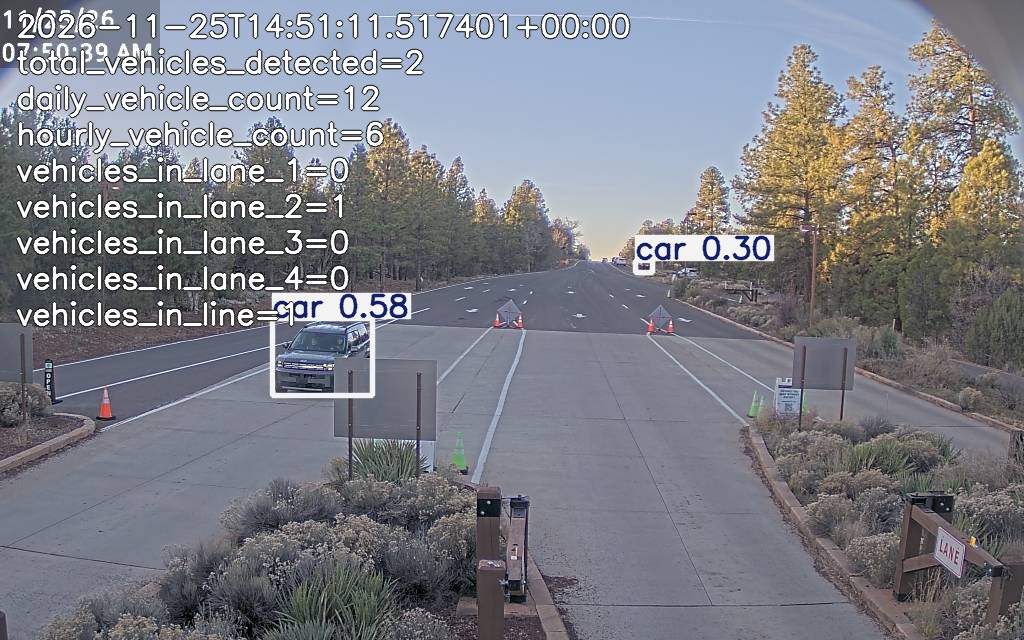 2026-11-25T14:51:11.517401+00:00
07:50:39 AM
total_vehicles_detected=2
daily_vehicle_count=12
hourly_vehicle_count=6
vehicles_in_lane_1=0
vehicles_in_lane_2=1
vehicles_in_lane_3=0
vehicles_in_lane_4=0
vehicles_in_line=1
car 0.30
car 0.58
OPEN
LANE